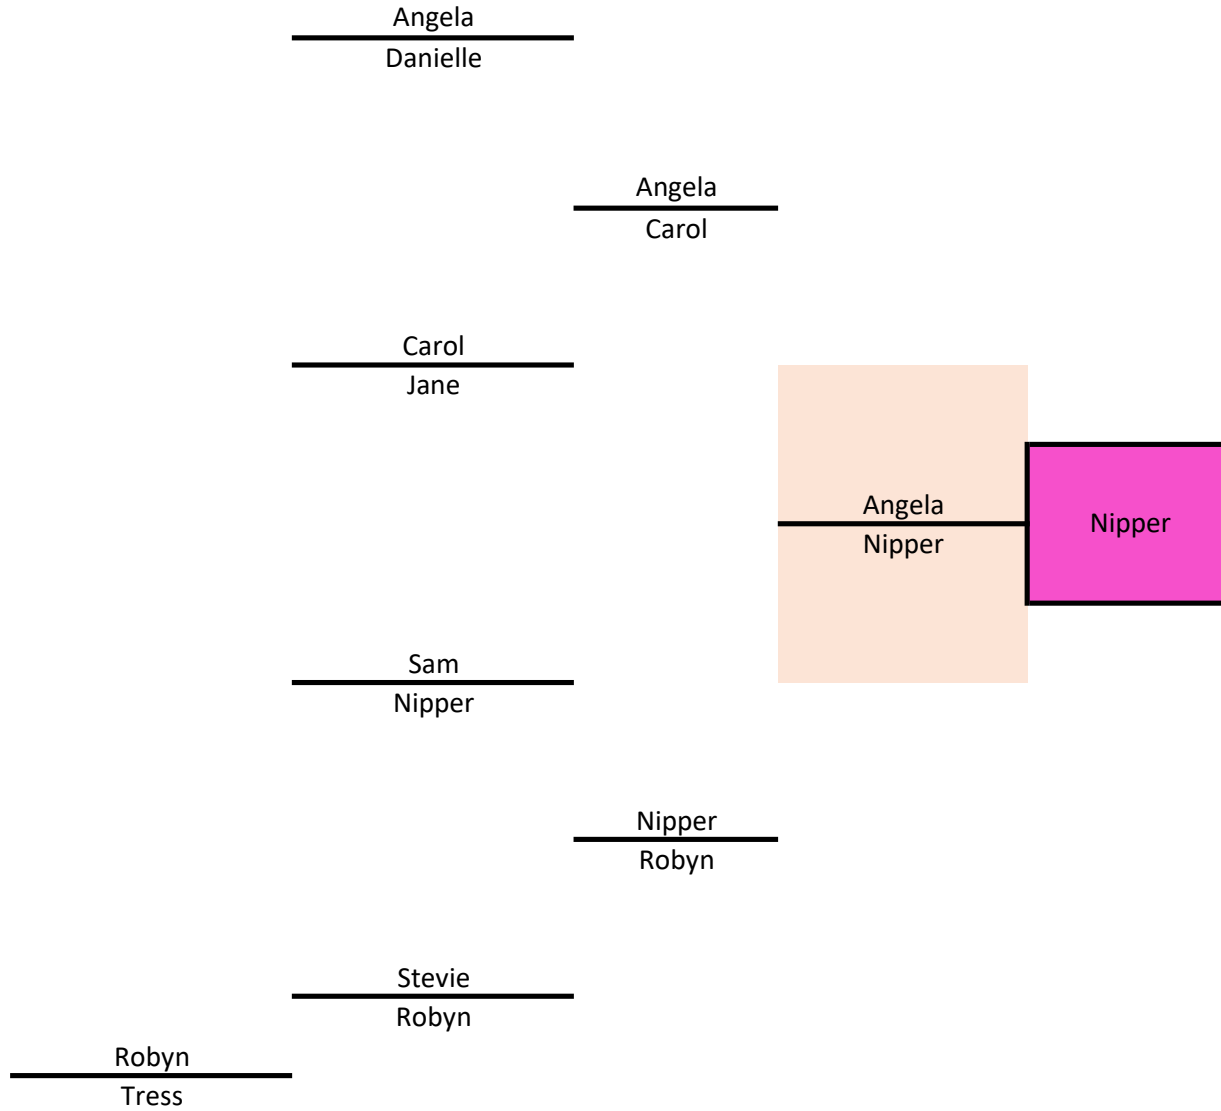 Angela
Danielle
Angela
Carol
Carol
Jane
Angela
Nipper
Nipper
Sam
Nipper
Nipper
Robyn
Stevie
Robyn
Robyn
Tress